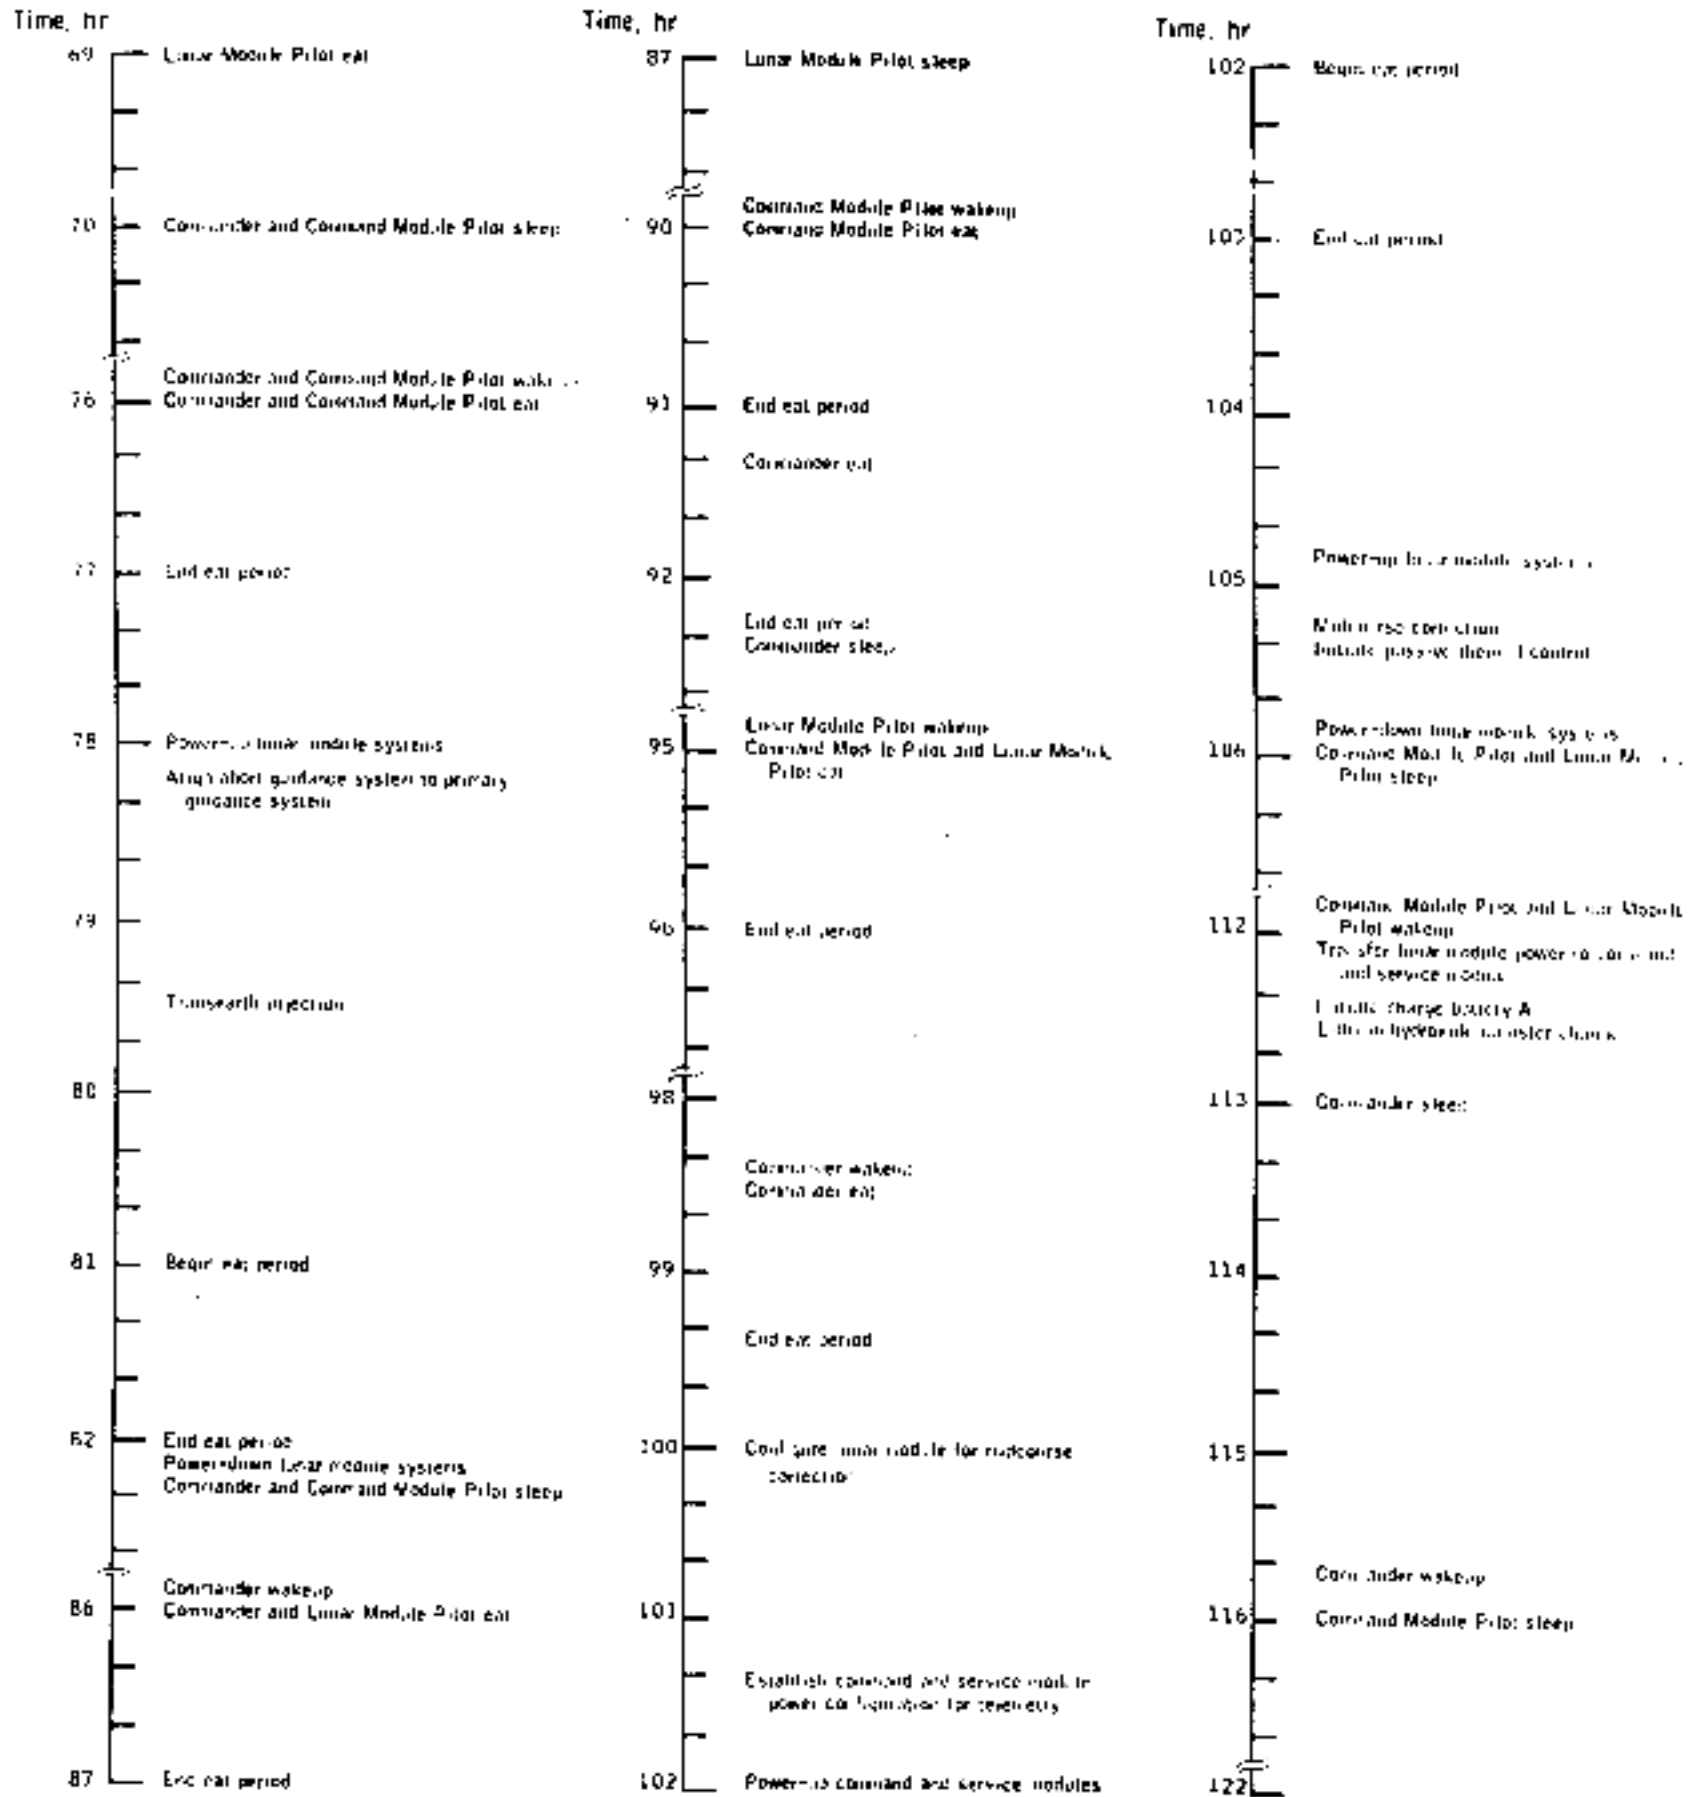 Time, hr
69 Lunar Module Pilot eat
70 Commander and Command Module Pilot sleep
Commander and Command Module Pilot
76 Commander and Command Module Pilot eat
77 End eat period
78 Power-up lunar module systems
Align abort guidance system to primary
guidance system
79
Transearth injection
80
81 Begin eat period
82 End eat period
Power-down lunar module systems
Commander and Command Module Pilot sleep
Commander wakeup
86 Commander and Lunar Module Pilot eat
87 End eat period
Time, hr
87 Lunar Module Pilot sleep
Command Module Pilot wakeup
90 Command Module Pilot eat
91 End eat period
Commander eat
92
End eat period
Commander sleep
Lunar Module Pilot wakeup
95 Command Module Pilot and Lunar Module
Pilot eat
96 End eat period
98
Commander wakeup
Commander eat
99
End eat period
100 Configure lunar module for midcourse
correction
101
Establish command and service module
power configuration for telemetry
102 Power-up command and service modules
Time, hr
102 Begin eat period
103 End eat period
104
Power-up lunar module systems
105
Midcourse correction
Initiate passive thermal control
Power-down lunar module systems
106 Command Module Pilot and Lunar
Pilot sleep
Command Module Pilot and Lunar Module
112 Pilot wakeup
Transfer lunar module power to command
and service module
Initiate charge battery A
Lithium hydroxide
113 Commander sleep
114
115
Commander wakeup
116 Command Module Pilot sleep
122